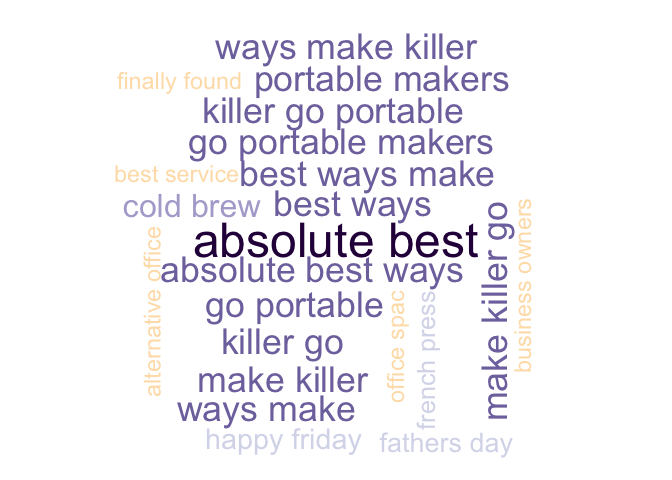 ways make killer
finally found
portable makers
killer go portable
go portable makers
best service
best ways make
cold brew
best ways
absolute best
absolute best ways
go portable
killer go
make killer
ways make
happy friday
fathers day
alternative office
office spac
french press
make killer go
business owners